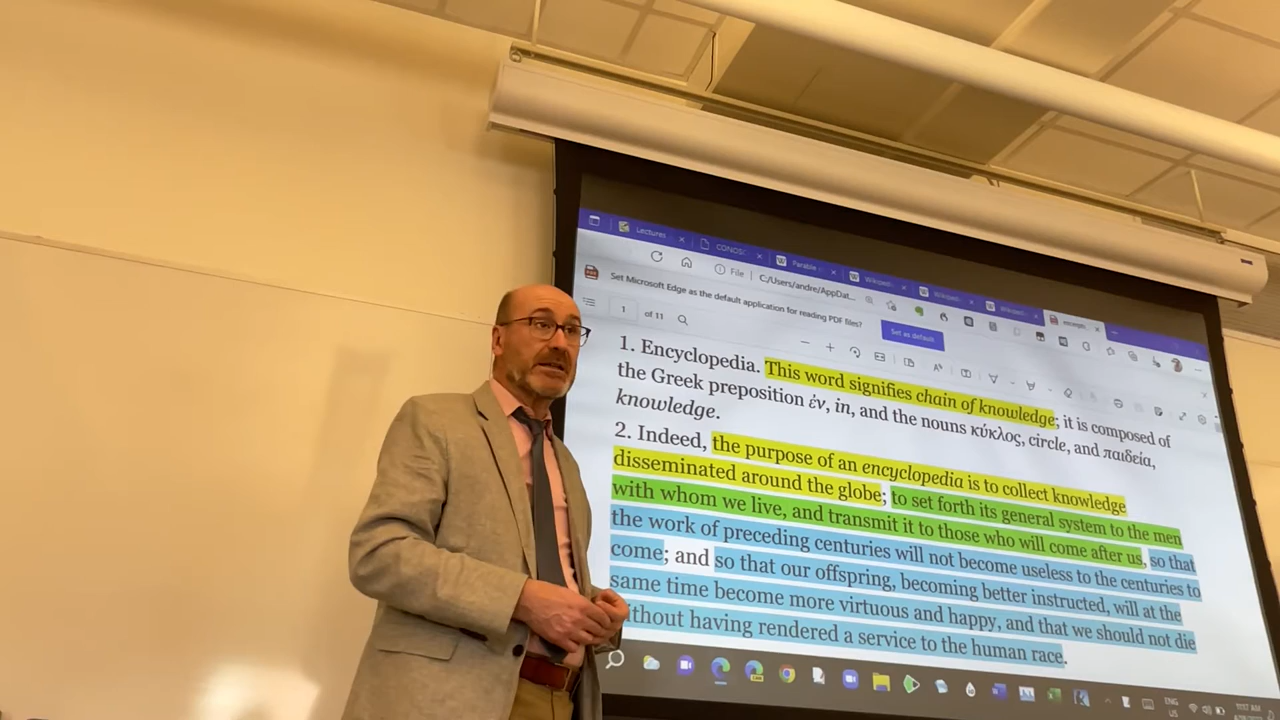 Lectures
CONOSC
Parable
Wikiped
Wikiped
Wikiped
excerpts
File
C:/Users/andre/AppDat...
Set Microsoft Edge as the default application for reading PDF files?
Set as default
1 of 11
1. Encyclopedia. This word signifies chain of knowledge; it is composed of
the Greek preposition ἐν, in, and the nouns κύκλος, circle, and παιδεία,
knowledge.
2. Indeed, the purpose of an encyclopedia is to collect knowledge
disseminated around the globe; to set forth its general system to the men
with whom we live, and transmit it to those who will come after us, so that
the work of preceding centuries will not become useless to the centuries to
come; and so that our offspring, becoming better instructed, will at the
same time become more virtuous and happy, and that we should not die
ithout having rendered a service to the human race.
ENG
US